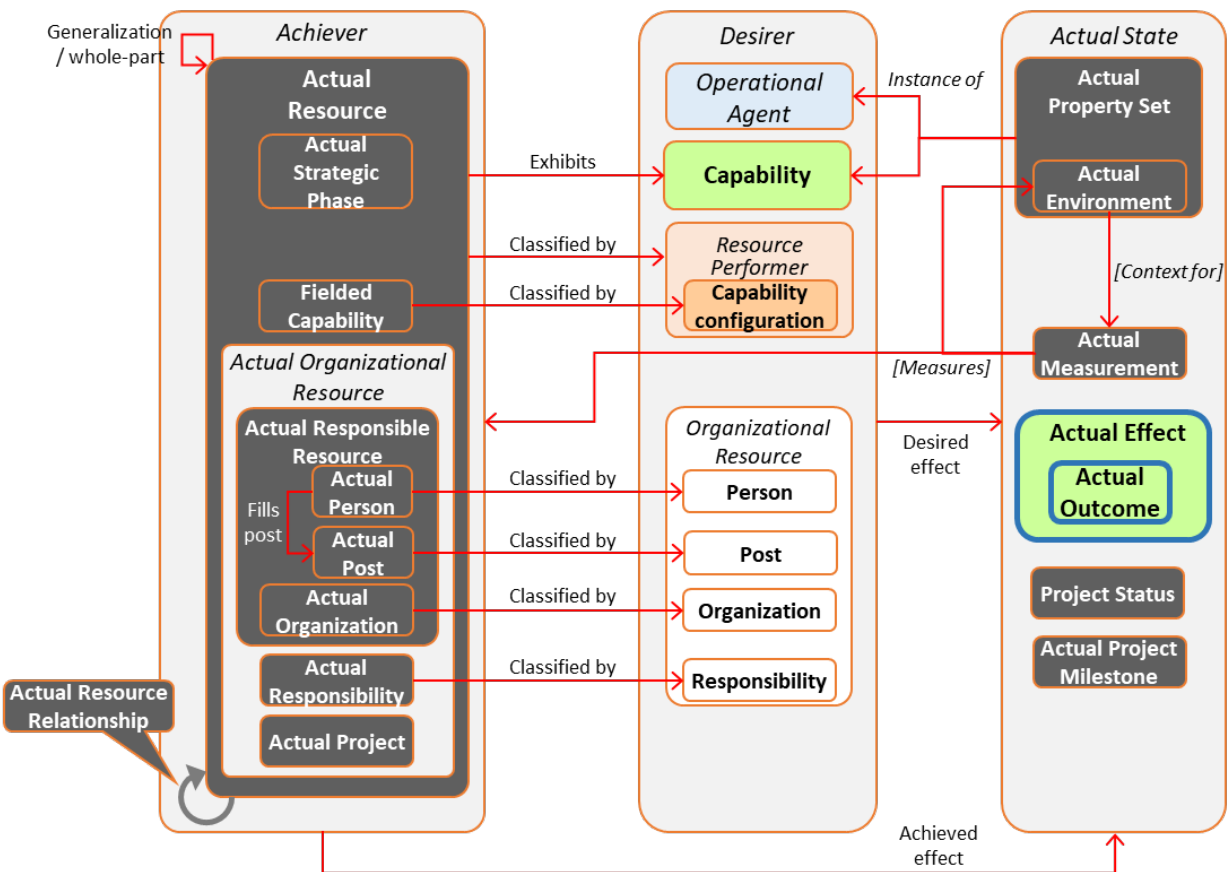 Generalization
/ whole-part
Achiever
Actual
Resource
Actual
Strategic
Phase
Fielded
Capability
Actual Organizational
Resource
Actual Responsible
Resource
Actual
Person
Fills
post
Actual
Post
Actual
Organization
Actual
Responsibility
Actual Project
Actual Resource
Relationship
Exhibits
Classified by
Classified by
Classified by
Classified by
Classified by
Classified by
Desirer
Operational
Agent
Capability
Resource
Performer
Capability
configuration
Organizational
Resource
Person
Post
Organization
Responsibility
Instance of
[Context for]
[Measures]
Desired
effect
Achieved
effect
Actual State
Actual
Property Set
Actual
Environment
Actual
Measurement
Actual Effect
Actual
Outcome
Project Status
Actual Project
Milestone